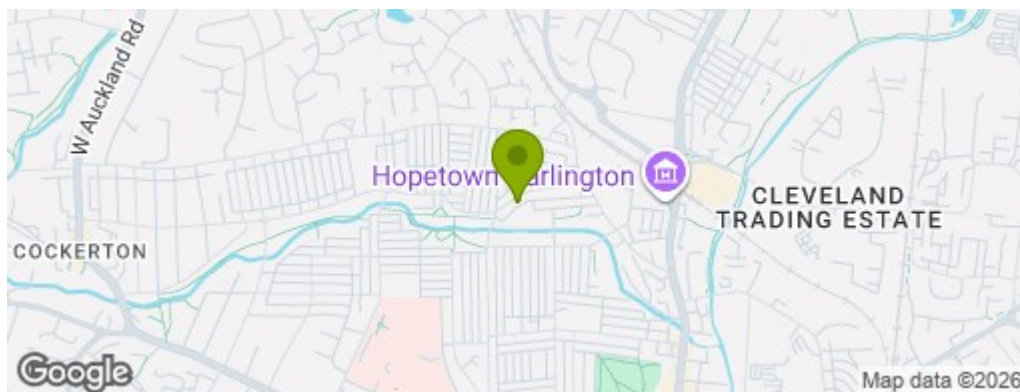 W Auckland Rd
Hopetown Darlington
CLEVELAND
TRADING ESTATE
COCKERTON
Google
Map data ©2026